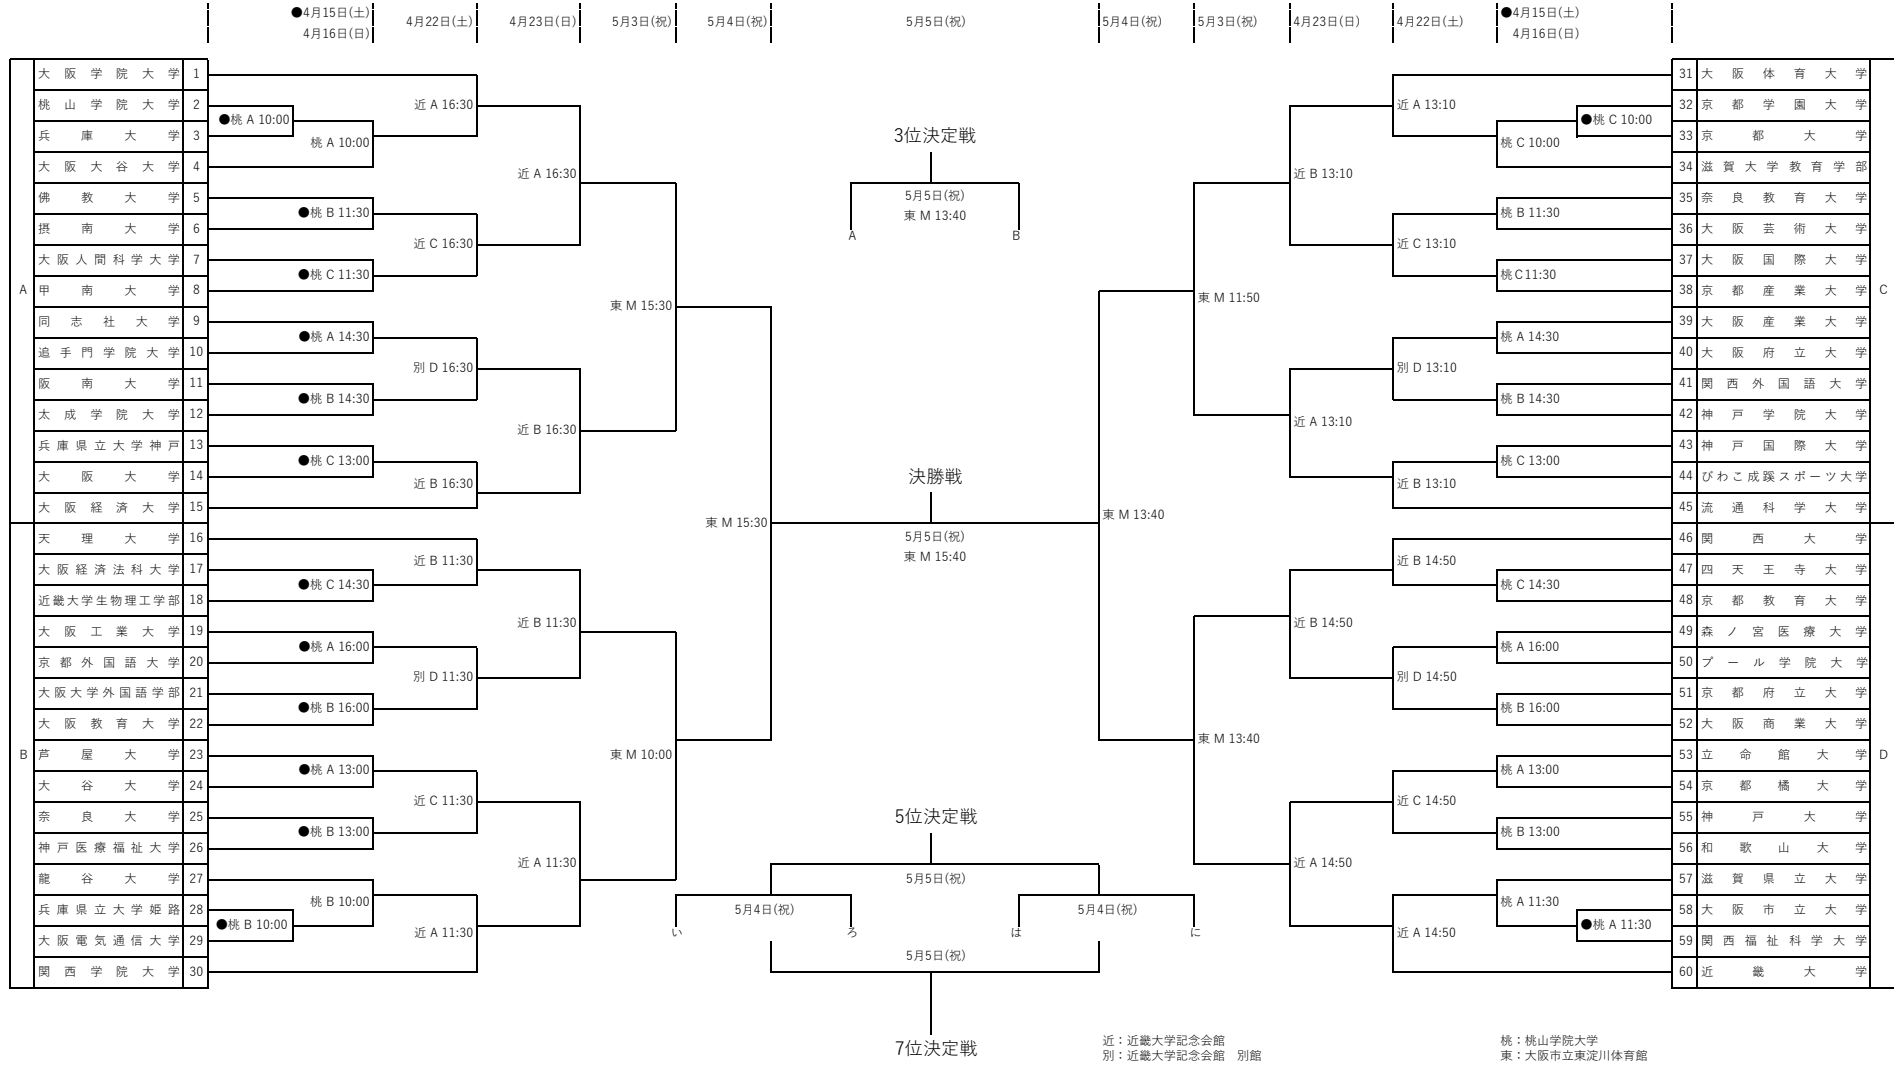 ●4月15日(土)
4月16日(日)
4月22日(土)
4月23日(日)
5月3日(祝)
5月4日(祝)
5月5日(祝)
5月4日(祝)
5月3日(祝)
4月23日(日)
4月22日(土)
●4月15日(土)
4月16日(日)
A
大阪学院大学 1
桃山学院大学 2
兵庫大学 3
大阪大谷大学 4
佛教大学 5
摂南大学 6
大阪人間科学大学 7
甲南大学 8
同志社大学 9
追手門学院大学 10
阪南大学 11
太成学院大学 12
兵庫県立大学神戸 13
大阪大学 14
大阪経済大学 15
B
天理大学 16
大阪経済法科大学 17
近畿大学生物理工学部 18
大阪工業大学 19
京都外国語大学 20
大阪大学外国語学部 21
大阪教育大学 22
芦屋大学 23
大谷大学 24
奈良大学 25
神戸医療福祉大学 26
龍谷大学 27
兵庫県立大学姫路 28
大阪電気通信大学 29
関西学院大学 30
●桃 A 10:00
桃 A 10:00
●桃 B 11:30
●桃 C 11:30
●桃 A 14:30
●桃 B 14:30
●桃 C 13:00
●桃 C 14:30
●桃 A 16:00
●桃 B 16:00
●桃 A 13:00
●桃 B 13:00
桃 B 10:00
●桃 B 10:00
近 A 16:30
近 C 16:30
別 D 16:30
近 B 16:30
近 B 11:30
別 D 11:30
近 C 11:30
近 A 11:30
近 A 16:30
近 B 16:30
近 B 11:30
近 A 11:30
東 M 15:30
東 M 10:00
東 M 15:30
3位決定戦
5月5日(祝)
東 M 13:40
A
B
決勝戦
5月5日(祝)
東 M 15:40
5位決定戦
5月5日(祝)
5月4日(祝)
5月4日(祝)
い
ろ
は
に
5月5日(祝)
7位決定戦
東 M 13:40
東 M 11:50
東 M 13:40
近 B 13:10
近 A 13:10
近 B 14:50
近 A 14:50
近 A 13:10
近 C 13:10
別 D 13:10
近 B 13:10
近 B 14:50
別 D 14:50
近 C 14:50
近 A 14:50
●桃 C 10:00
桃 C 10:00
桃 B 11:30
桃 C 11:30
桃 A 14:30
桃 B 14:30
桃 C 13:00
桃 C 14:30
桃 A 16:00
桃 B 16:00
桃 A 13:00
桃 B 13:00
桃 A 11:30
●桃 A 11:30
31 大阪体育大学
32 京都学園大学
33 京都大学
34 滋賀大学教育学部
35 奈良教育大学
36 大阪芸術大学
37 大阪国際大学
38 京都産業大学
39 大阪産業大学
40 大阪府立大学
41 関西外国語大学
42 神戸学院大学
43 神戸国際大学
44 びわこ成蹊スポーツ大学
45 流通科学大学
C
46 関西大学
47 四天王寺大学
48 京都教育大学
49 森ノ宮医療大学
50 プール学院大学
51 京都府立大学
52 大阪商業大学
53 立命館大学
54 京都橘大学
55 神戸大学
56 和歌山大学
57 滋賀県立大学
58 大阪市立大学
59 関西福祉科学大学
60 近畿大学
D
近：近畿大学記念会館
別：近畿大学記念会館　別館
桃：桃山学院大学
東：大阪市立東淀川体育館